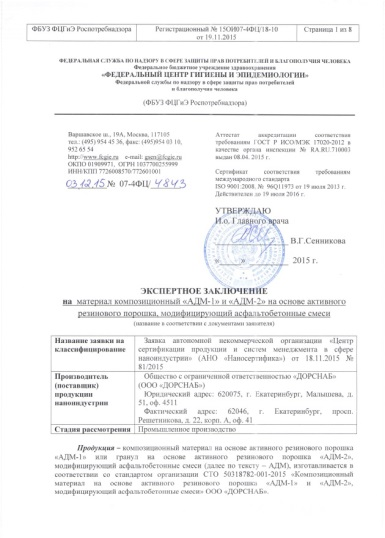 ФБУЗ ФЦГиЭ Роспотребнадзора
Регистрационный № 15ОИ07-4ФЦ/18-10
от 19.11.2015
Страница 1 из 8
ФЕДЕРАЛЬНАЯ СЛУЖБА ПО НАДЗОРУ В СФЕРЕ ЗАЩИТЫ ПРАВ ПОТРЕБИТЕЛЕЙ И БЛАГОПОЛУЧИЯ ЧЕЛОВЕКА
Федеральное бюджетное учреждение здравоохранения
«ФЕДЕРАЛЬНЫЙ ЦЕНТР ГИГИЕНЫ И ЭПИДЕМИОЛОГИИ»
Федеральной службы по надзору в сфере защиты прав потребителей
и благополучия человека
(ФБУЗ ФЦГиЭ Роспотребнадзора)
Варшавское ш., 19А, Москва, 117105
тел.: (495) 954 45 36, факс: (495)954 03 10,
952 65 54
http://www.fcgie.ru e-mail: gsen@fcgie.ru
ОКПО 01909971, ОГРН 1037700255999
ИНН/КПП 7726008570/772601001
03.12.15 № 07-4ФЦ/ 4843
Аттестат аккредитации соответствия
требованиям ГОСТ Р ИСО/МЭК 17020-2012 в
качестве органа инспекции № RA.RU.710003
выдан 08.04. 2015 г.
Сертификат соответствия требованиям
международного стандарта
ISO 9001:2008, № 96Q11973 от 19 июля 2013 г.
Действителен до 19 июля 2016 г.
УТВЕРЖДАЮ
И.о. Главного врача
В.Г.Сенникова
« » 2015 г.
ЭКСПЕРТНОЕ ЗАКЛЮЧЕНИЕ
на материал композиционный «АДМ-1» и «АДМ-2» на основе активного
резинового порошка, модифицирующий асфальтобетонные смеси
(название в соответствии с документами заявителя)
Название заявки на
классифицирование
Заявка автономной некоммерческой организации «Центр
сертификации продукции и систем менеджмента в сфере
наноиндустрии» (АНО «Наносертифика») от 18.11.2015 №
81/2015
Производитель
(поставщик)
продукции
наноиндустрии
Общество с ограниченной ответственностью «ДОРСНАБ»
(ООО «ДОРСНАБ»)
Юридический адрес: 620075, г. Екатеринбург, Малышева, д.
51, оф. 4511
Фактический адрес: 62046, г. Екатеринбург, просп.
Решетникова, д. 22, корп. А, оф. 41
Стадия рассмотрения
Промышленное производство
Продукция – композиционный материал на основе активного резинового порошка
«АДМ-1» или гранул на основе активного резинового порошка «АДМ-2»,
модифицирующий асфальтобетонные смеси (далее по тексту – АДМ), изготавливается в
соответствии со стандартом организации СТО 50318782-001-2015 «Композиционный
материал на основе активного резинового порошка «АДМ-1» и «АДМ-2»,
модифицирующий асфальтобетонные смеси» ООО «ДОРСНАБ».